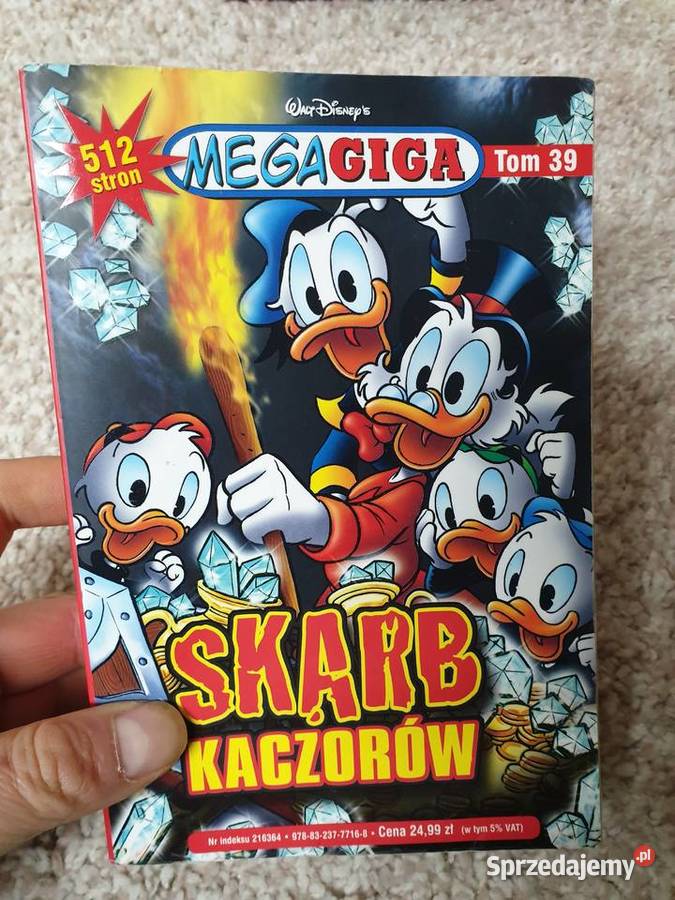 WALT DISNEY'S
512
stron
MEGAGIGA
Tom 39
SKARB
KACZORÓW
Nr indeksu 216364 • 978-83-237-7716-8 • Cena 24,99 zł (w tym 5% VAT)
Sprzedajemy.pl